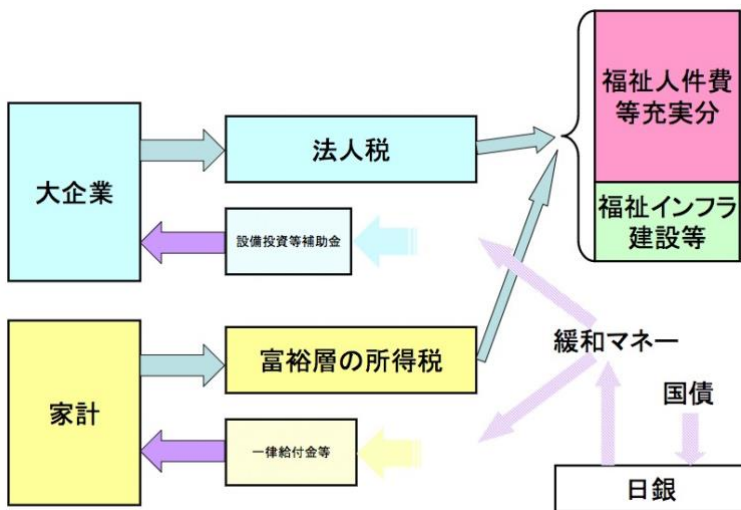 福祉人件費
等充実分
法人税
大企業
福祉インフラ
建設等
設備投資等補助金
緩和マネー
富裕層の所得税
国債
家計
一律給付金等
日銀